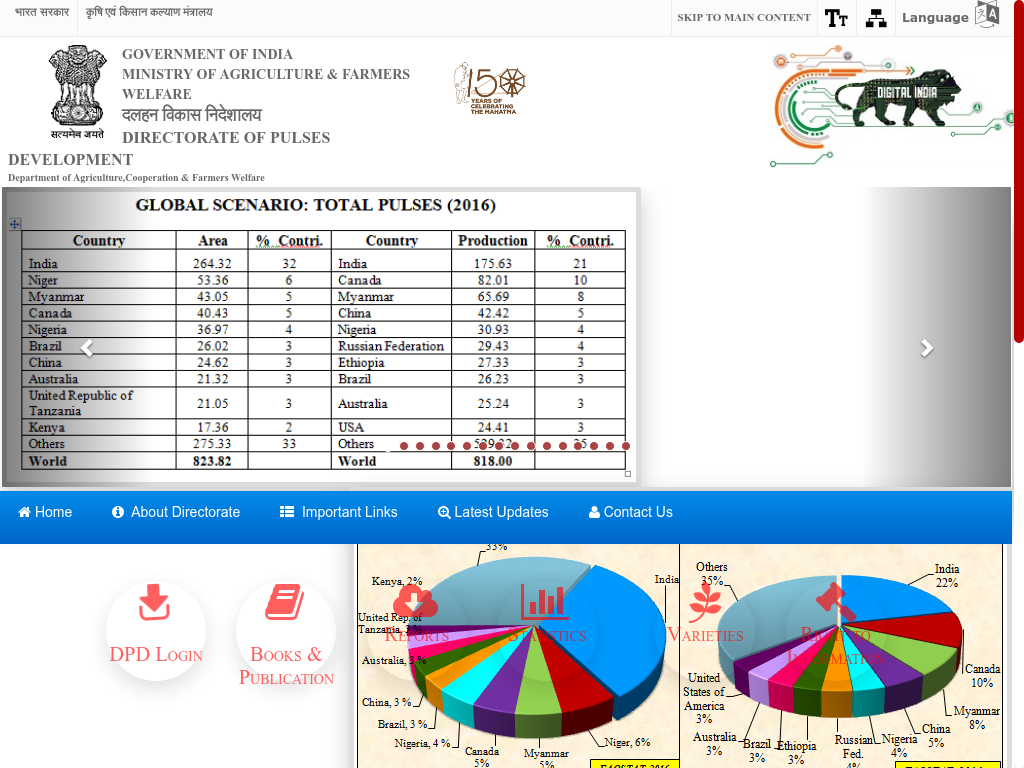 भारत सरकार
कृषि एवं किसान कल्याण मंत्रालय
SKIP TO MAIN CONTENT
Language
GOVERNMENT OF INDIA
MINISTRY OF AGRICULTURE & FARMERS
WELFARE
दलहन विकास निदेशालय
DIRECTORATE OF PULSES
DEVELOPMENT
Department of Agriculture,Cooperation & Farmers Welfare
सत्यमेव जयते
150
YEARS OF
CELEBRATING
THE MAHATMA
DIGITAL INDIA
GLOBAL SCENARIO: TOTAL PULSES (2016)
Country Area % Contri. Country Production % Contri.
India 264.32 32 India 175.63 21
Niger 53.36 6 Canada 82.01 10
Myanmar 43.05 5 Myanmar 65.69 8
Canada 40.43 5 China 42.42 5
Nigeria 36.97 4 Nigeria 30.93 4
Brazil 26.02 3 Russian Federation 29.43 4
China 24.62 3 Ethiopia 27.33 3
Australia 21.32 3 Brazil 26.23 3
United Republic of
Tanzania 21.05 3 Australia 25.24 3
Kenya 17.36 2 USA 24.41 3
Others 275.33 33 Others
World 823.82 World 818.00
Home About Directorate Important Links Latest Updates Contact Us
DPD LOGIN
BOOKS &
PUBLICATION
REPORTS
STATISTICS
VARIETIES
RIGHT TO
INFORMATION
33%
Kenya, 2%
India
United Rep. of
Tanzania, 3 %
Australia, 3 %
China, 3 %
Brazil, 3 %
Nigeria, 4 %
Canada
5%
Myanmar
5%
Niger, 6%
Others
35%
India
22%
Canada
10%
Myanmar
8%
China
5%
Nigeria
4%
Russian
Fed.
4%
Ethiopia
3%
Brazil
3%
Australia
3%
United
States of
America
3%